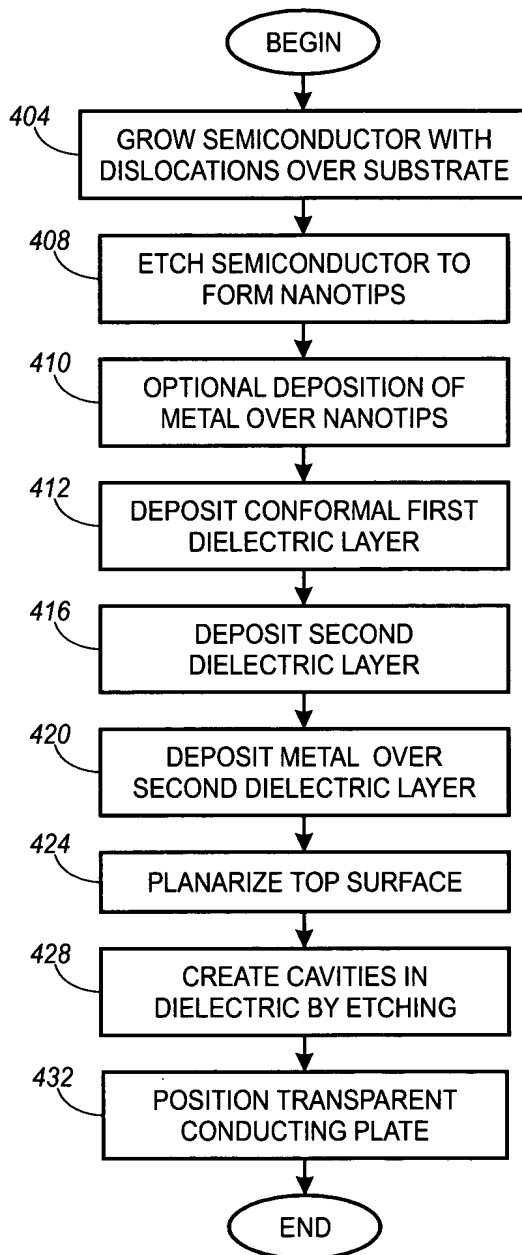 BEGIN
404
GROW SEMICONDUCTOR WITH
DISLOCATIONS OVER SUBSTRATE
408
ETCH SEMICONDUCTOR TO
FORM NANOTIPS
410
OPTIONAL DEPOSITION OF
METAL OVER NANOTIPS
412
DEPOSIT CONFORMAL FIRST
DIELECTRIC LAYER
416
DEPOSIT SECOND
DIELECTRIC LAYER
420
DEPOSIT METAL OVER
SECOND DIELECTRIC LAYER
424
PLANARIZE TOP SURFACE
428
CREATE CAVITIES IN
DIELECTRIC BY ETCHING
432
POSITION TRANSPARENT
CONDUCTING PLATE
END